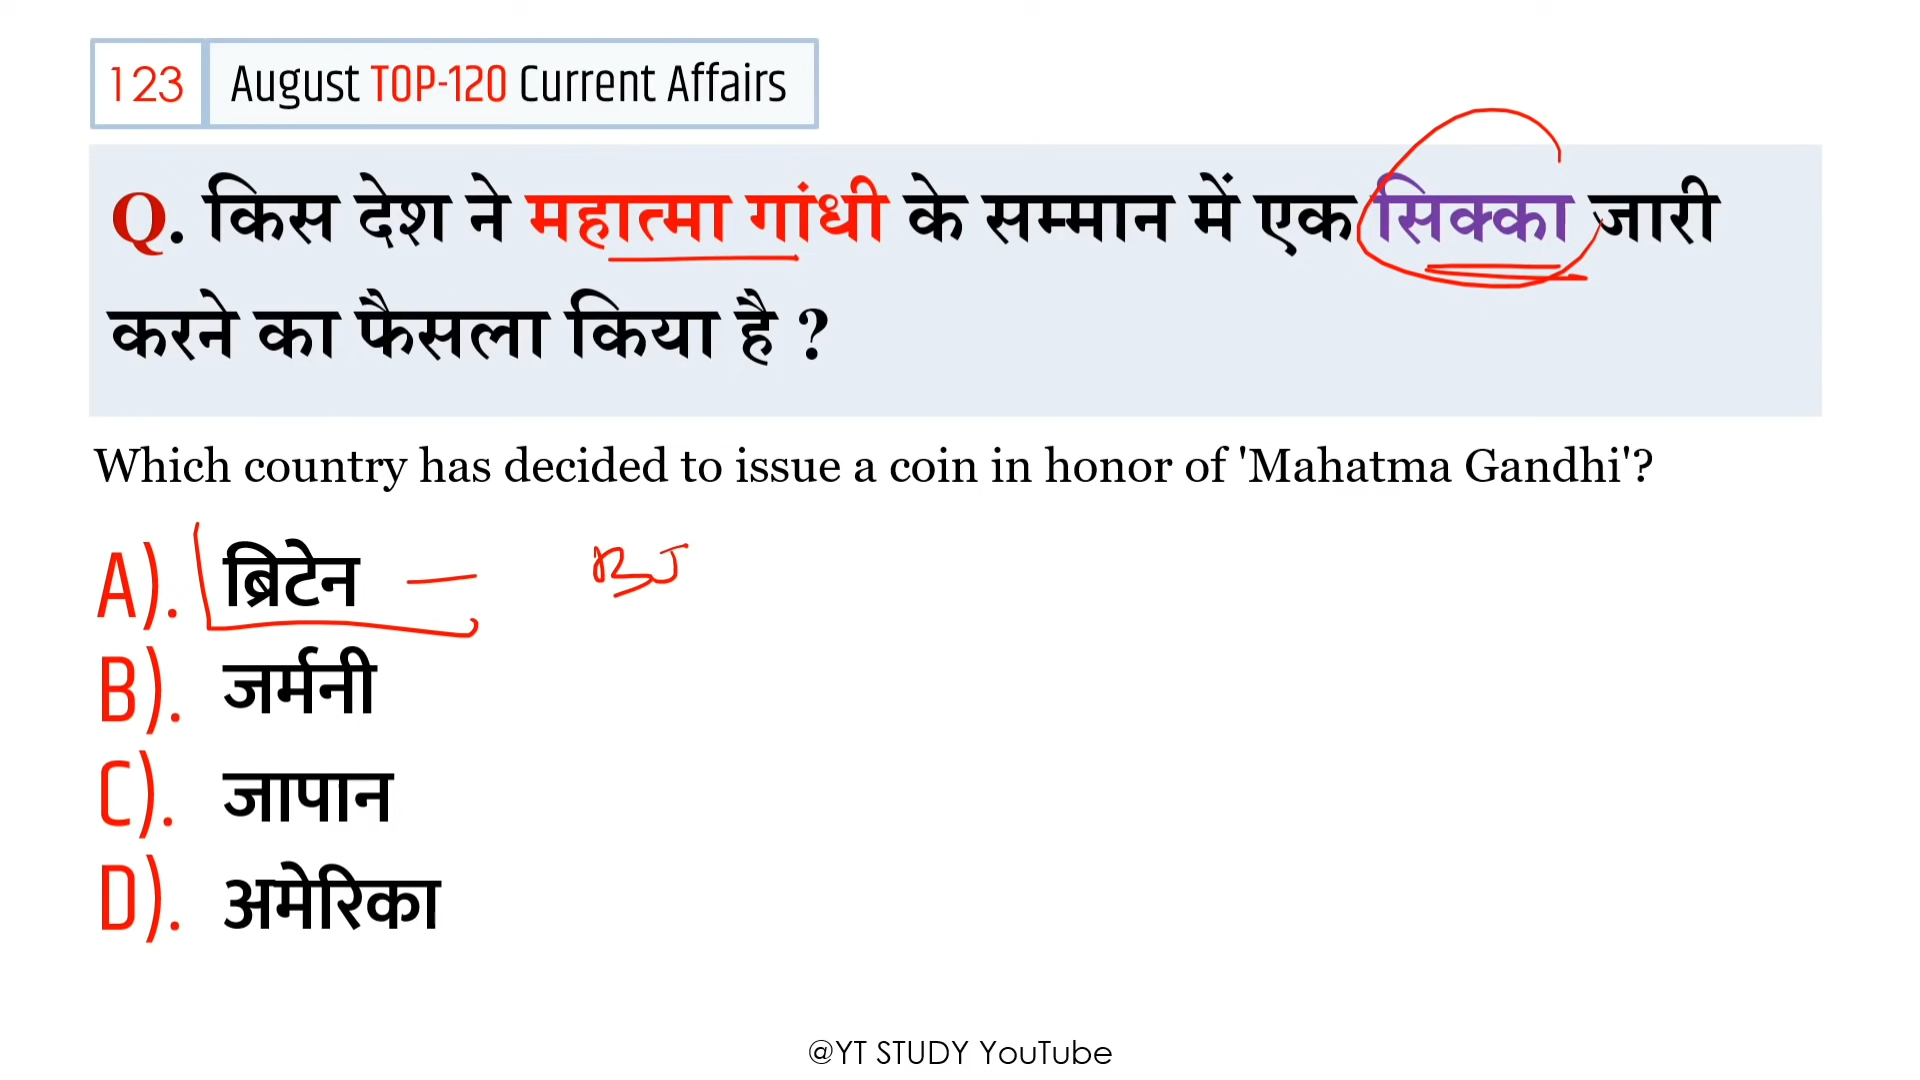 123 August TOP-120 Current Affairs
Q. किस देश ने महात्मा गांधी के सम्मान में एक सिक्का जारी
करने का फैसला किया है ?
Which country has decided to issue a coin in honor of 'Mahatma Gandhi'?
A). ब्रिटेन
B). जर्मनी
C). जापान
D). अमेरिका
@YT STUDY YouTube